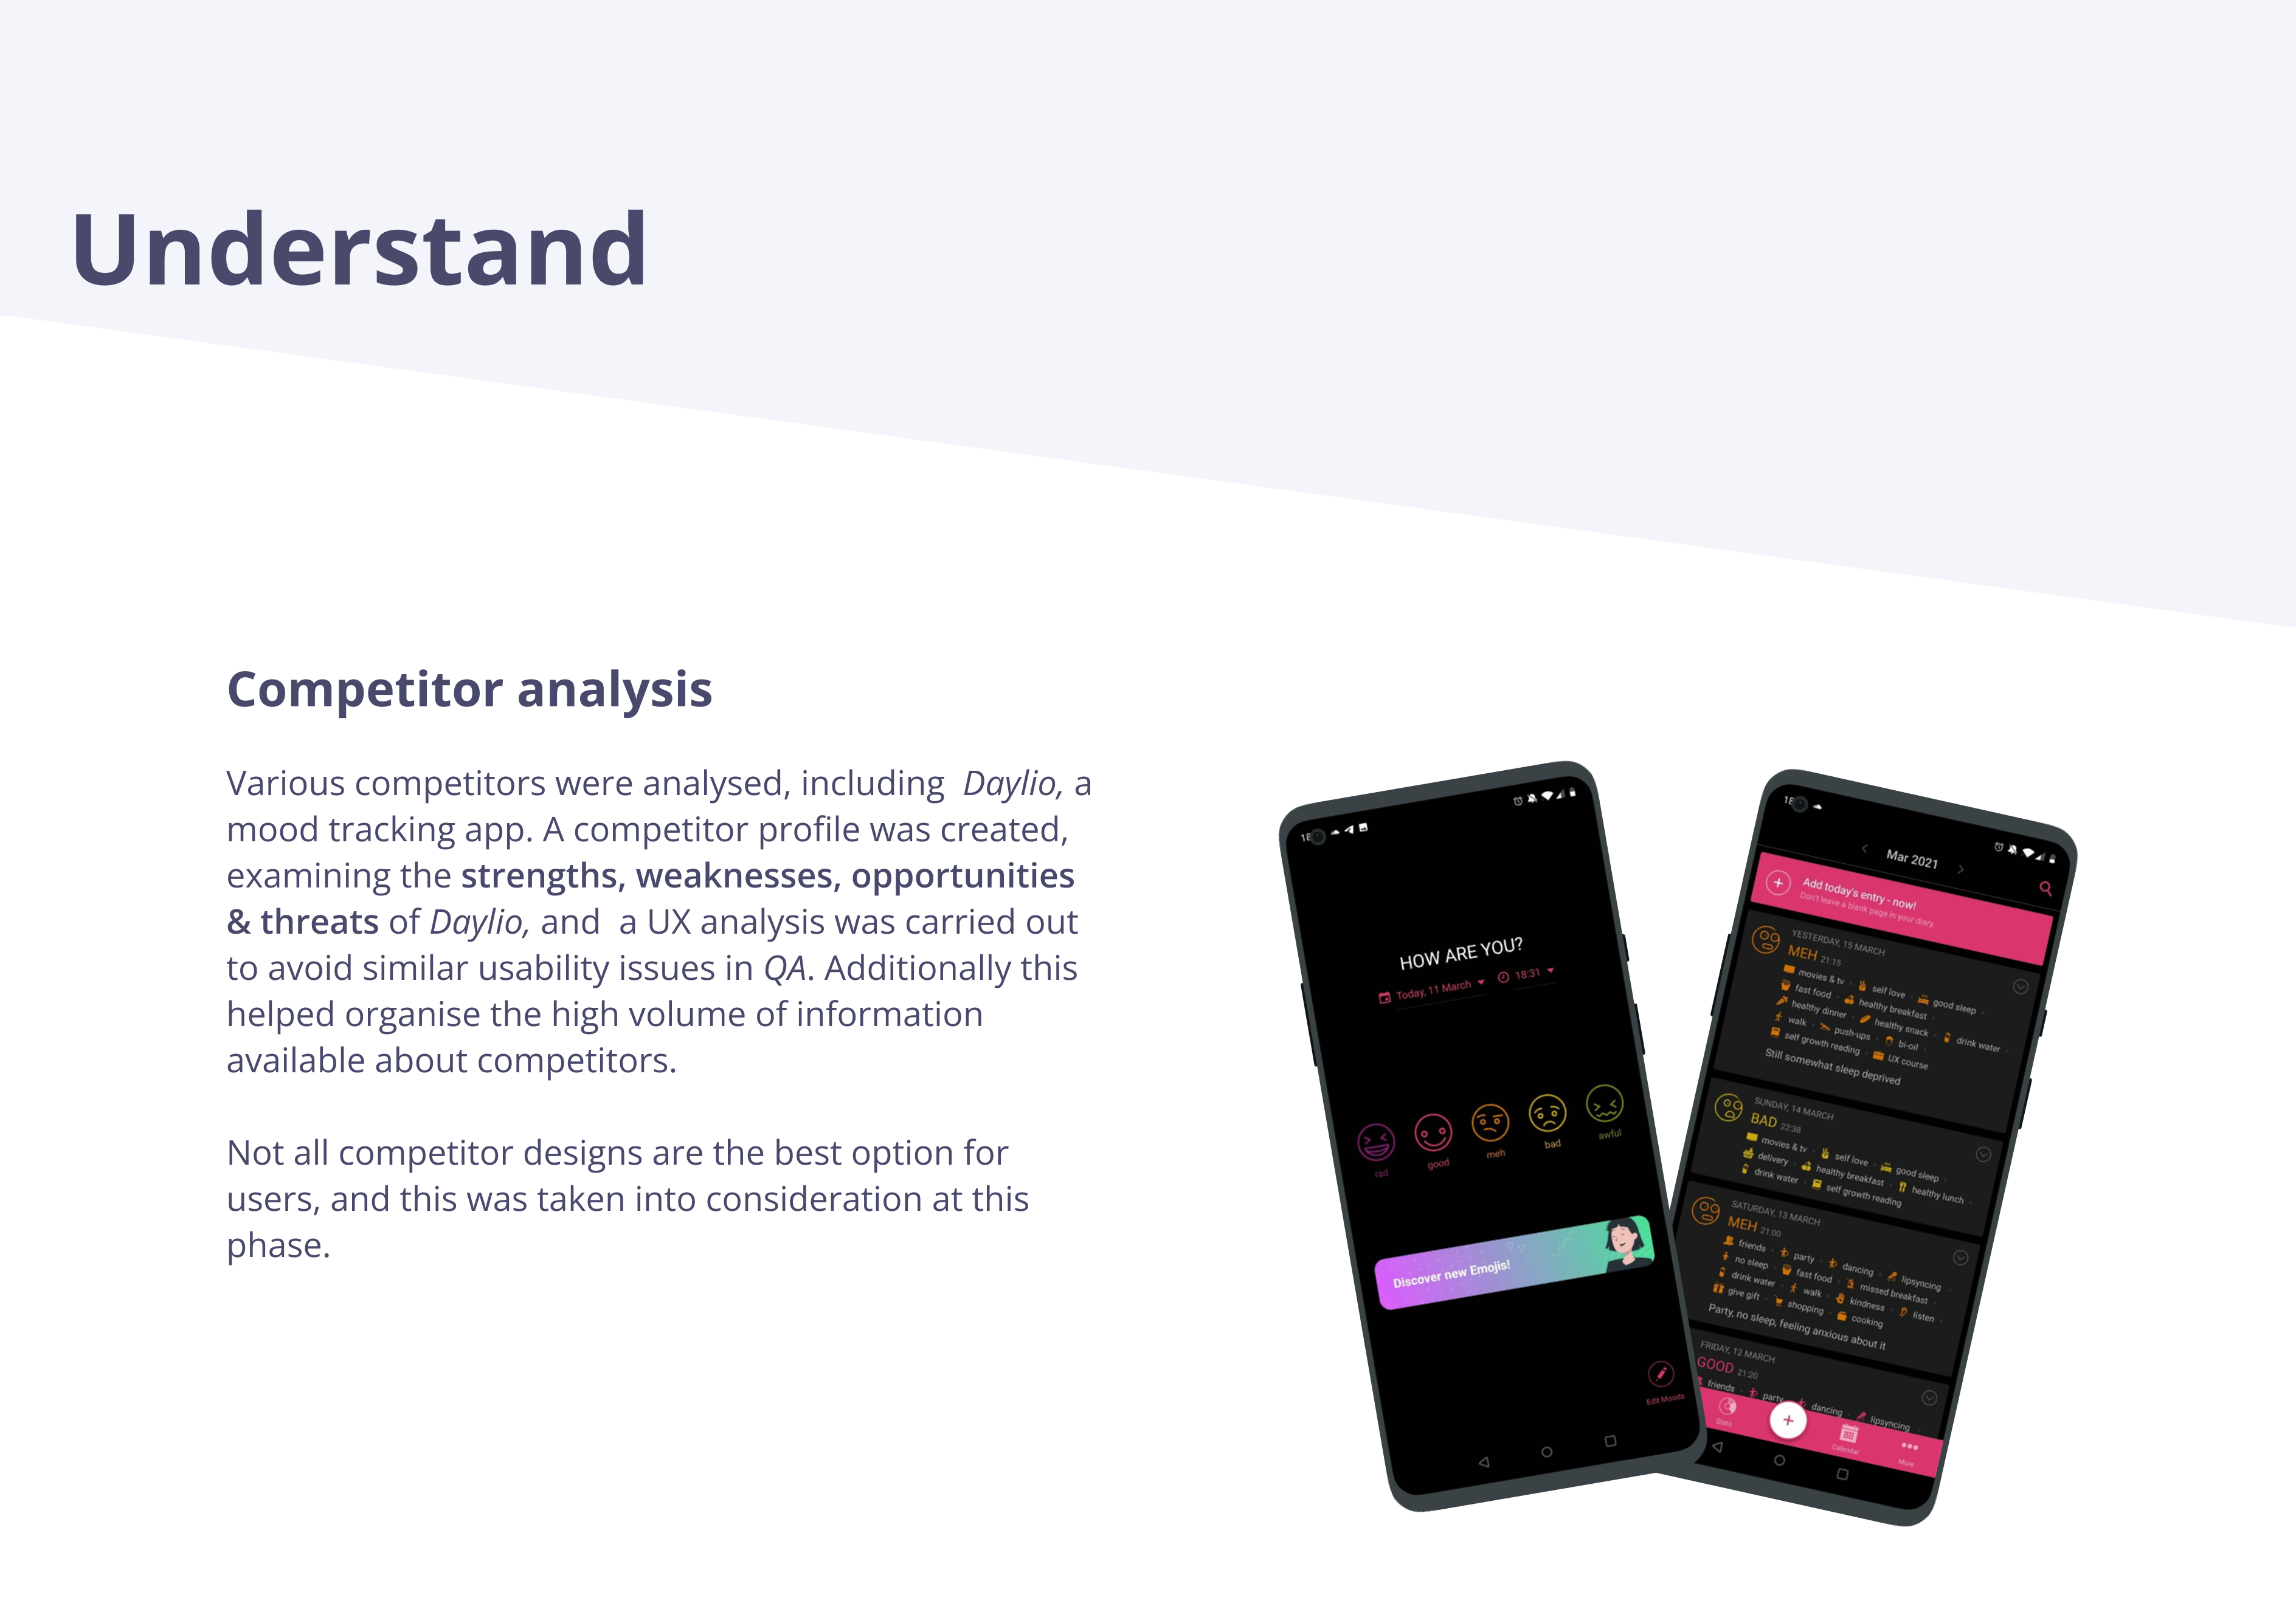 Understand
Competitor analysis
Various competitors were analysed, including Daylio, a
mood tracking app. A competitor profile was created,
examining the strengths, weaknesses, opportunities
& threats of Daylio, and a UX analysis was carried out
to avoid similar usability issues in QA. Additionally this
helped organise the high volume of information
available about competitors.
Not all competitor designs are the best option for
users, and this was taken into consideration at this
phase.
18
HOW ARE YOU?
Today, 11 March 18:31
rad good meh bad awful
Discover new Emojis!
Edit Moods
18
Mar 2021
Add today's entry - now!
Don't leave a blank page in your diary.
YESTERDAY, 15 MARCH
MEH 21:15
movies & tv self love good sleep
fast food healthy breakfast
healthy dinner healthy snack drink water
walk push-ups bi-oil
self growth reading UX course
Still somewhat sleep deprived
SUNDAY, 14 MARCH
BAD 22:38
movies & tv self love good sleep
delivery healthy breakfast healthy lunch
drink water self growth reading
SATURDAY, 13 MARCH
MEH 21:00
friends party dancing lipsyncing
no sleep fast food missed breakfast
drink water walk kindness listen
give gift shopping cooking
Party, no sleep, feeling anxious about it
FRIDAY, 12 MARCH
GOOD 21:20
friends party dancing lipsyncing
Stats Calendar More